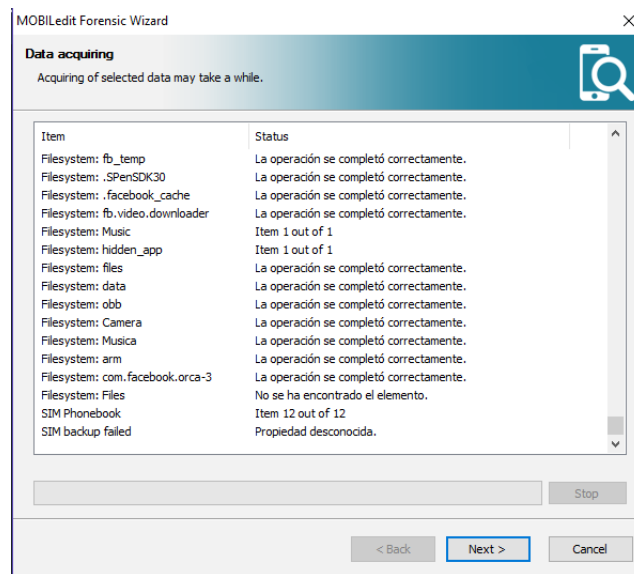 MOBILedit Forensic Wizard
Data acquiring
Acquiring of selected data may take a while.
Item Status
Filesystem: fb_temp La operación se completó correctamente.
Filesystem: .SPenSDK30 La operación se completó correctamente.
Filesystem: .facebook_cache La operación se completó correctamente.
Filesystem: fb.video.downloader La operación se completó correctamente.
Filesystem: Music Item 1 out of 1
Filesystem: hidden_app Item 1 out of 1
Filesystem: files La operación se completó correctamente.
Filesystem: data La operación se completó correctamente.
Filesystem: obb La operación se completó correctamente.
Filesystem: Camera La operación se completó correctamente.
Filesystem: Musica La operación se completó correctamente.
Filesystem: arm La operación se completó correctamente.
Filesystem: com.facebook.orca-3 La operación se completó correctamente.
Filesystem: Files No se ha encontrado el elemento.
SIM Phonebook Item 12 out of 12
SIM backup failed Propiedad desconocida.
Stop
< Back Next > Cancel